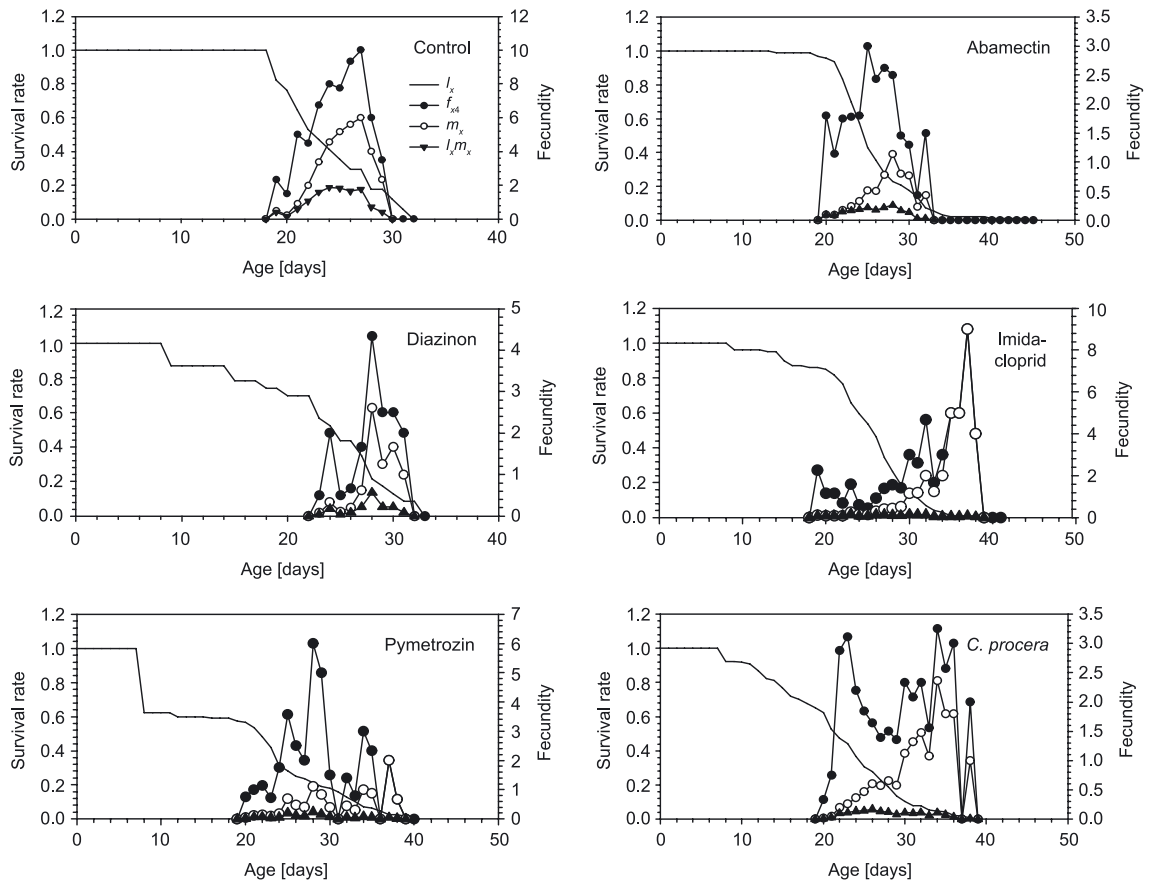 1.2
1.0
0.8
0.6
0.4
0.2
0.0
Survival rate
12
10
8
6
4
2
0
Fecundity
Control
lx
fx4
mx
lxmx
0 10 20 30 40
Age [days]
1.2
1.0
0.8
0.6
0.4
0.2
0.0
Survival rate
3.5
3.0
2.5
2.0
1.5
1.0
0.5
0.0
Fecundity
Abamectin
0 10 20 30 40 50
Age [days]
1.2
1.0
0.8
0.6
0.4
0.2
0.0
Survival rate
5
4
3
2
1
0
Fecundity
Diazinon
0 10 20 30 40
Age [days]
1.2
1.0
0.8
0.6
0.4
0.2
0.0
Survival rate
10
8
6
4
2
0
Fecundity
Imida-
cloprid
0 10 20 30 40 50
Age [days]
1.2
1.0
0.8
0.6
0.4
0.2
0.0
Survival rate
7
6
5
4
3
2
1
0
Fecundity
Pymetrozin
0 10 20 30 40 50
Age [days]
1.2
1.0
0.8
0.6
0.4
0.2
0.0
Survival rate
3.5
3.0
2.5
2.0
1.5
1.0
0.5
0.0
Fecundity
C. procera
0 10 20 30 40 50
Age [days]